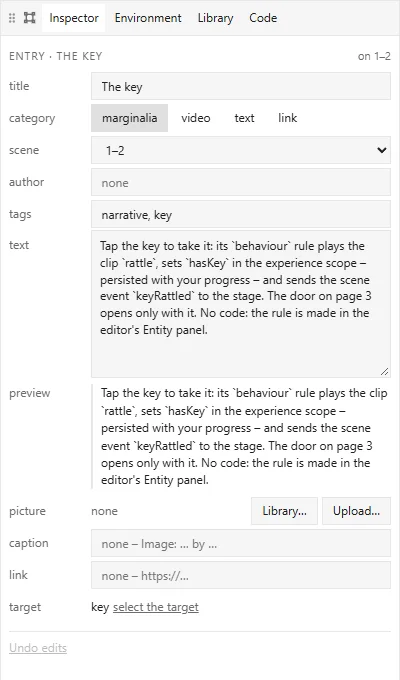 Inspector Environment Library Code
ENTRY · THE KEY on 1–2
title The key
category marginalia video text link
scene 1–2
author none
tags narrative, key
text Tap the key to take it: its `behaviour` rule plays the
clip `rattle`, sets `hasKey` in the experience scope –
persisted with your progress – and sends the scene
event `keyRattled` to the stage. The door on page 3
opens only with it. No code: the rule is made in the
editor's Entity panel.
preview Tap the key to take it: its `behaviour` rule plays the clip
`rattle`, sets `hasKey` in the experience scope –
persisted with your progress – and sends the scene
event `keyRattled` to the stage. The door on page 3
opens only with it. No code: the rule is made in the
editor's Entity panel.
picture none Library... Upload...
caption none – Image: ... by ...
link none – https://...
target key select the target
Undo edits